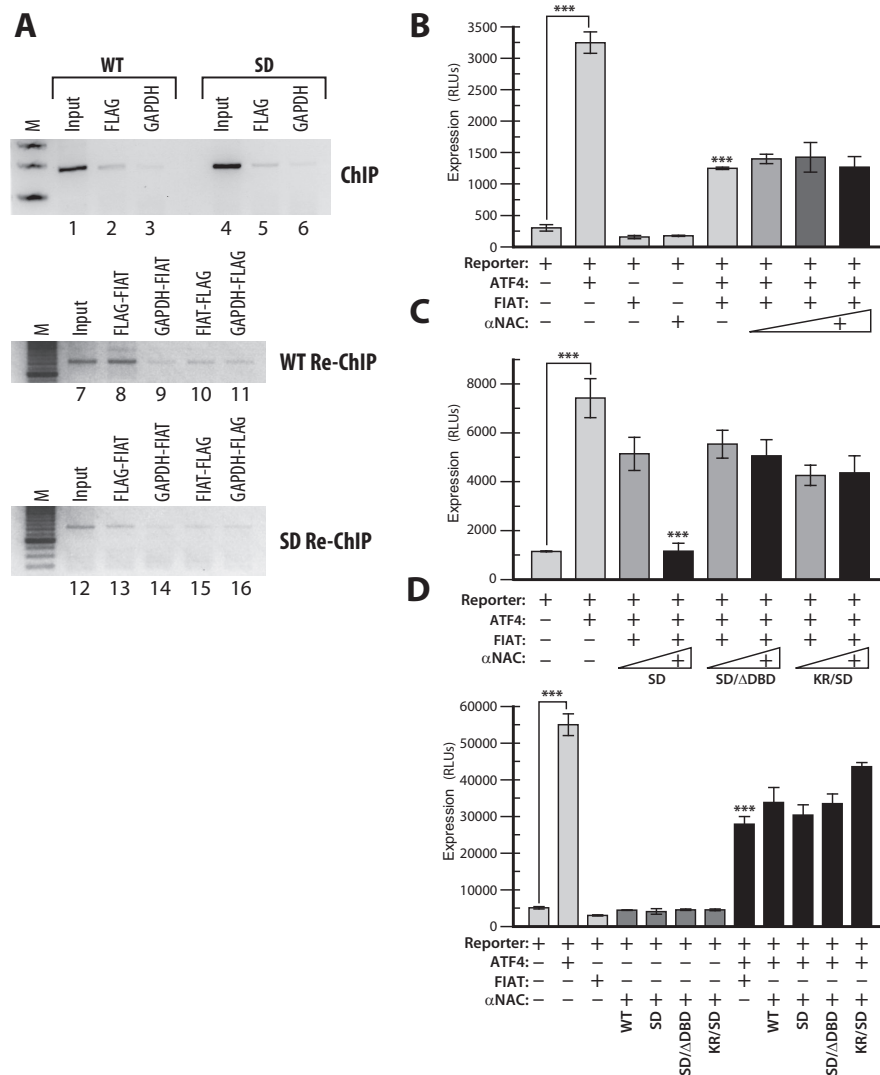 A
WT SD
M Input FLAG GAPDH Input FLAG GAPDH
ChIP
1 2 3 4 5 6
M Input FLAG-FIAT GAPDH-FIAT FIAT-FLAG GAPDH-FLAG
WT Re-ChIP
7 8 9 10 11
M Input FLAG-FIAT GAPDH-FIAT FIAT-FLAG GAPDH-FLAG
SD Re-ChIP
12 13 14 15 16
B
Expression (RLUs)
3500
3000
2500
2000
1500
1000
500
0
*** ***
Reporter: + + + + + + + +
ATF4: – + – – + + + +
FIAT: – – + – + + + +
αNAC: – – – + – +
C
Expression (RLUs)
8000
6000
4000
2000
0
*** ***
Reporter: + + + + + + + +
ATF4: – + + + + + + +
FIAT: – – + + + + + +
αNAC: – – + + +
SD SD/ΔDBD KR/SD
D
Expression (RLUs)
60000
50000
40000
30000
20000
10000
0
*** ***
Reporter: + + + + + + + + + + + +
ATF4: – + – – – – – + + + + +
FIAT: – – + – – – – + – – – –
αNAC: – – – + + + + – + + + +
WT SD SD/ΔDBD KR/SD WT SD SD/ΔDBD KR/SD